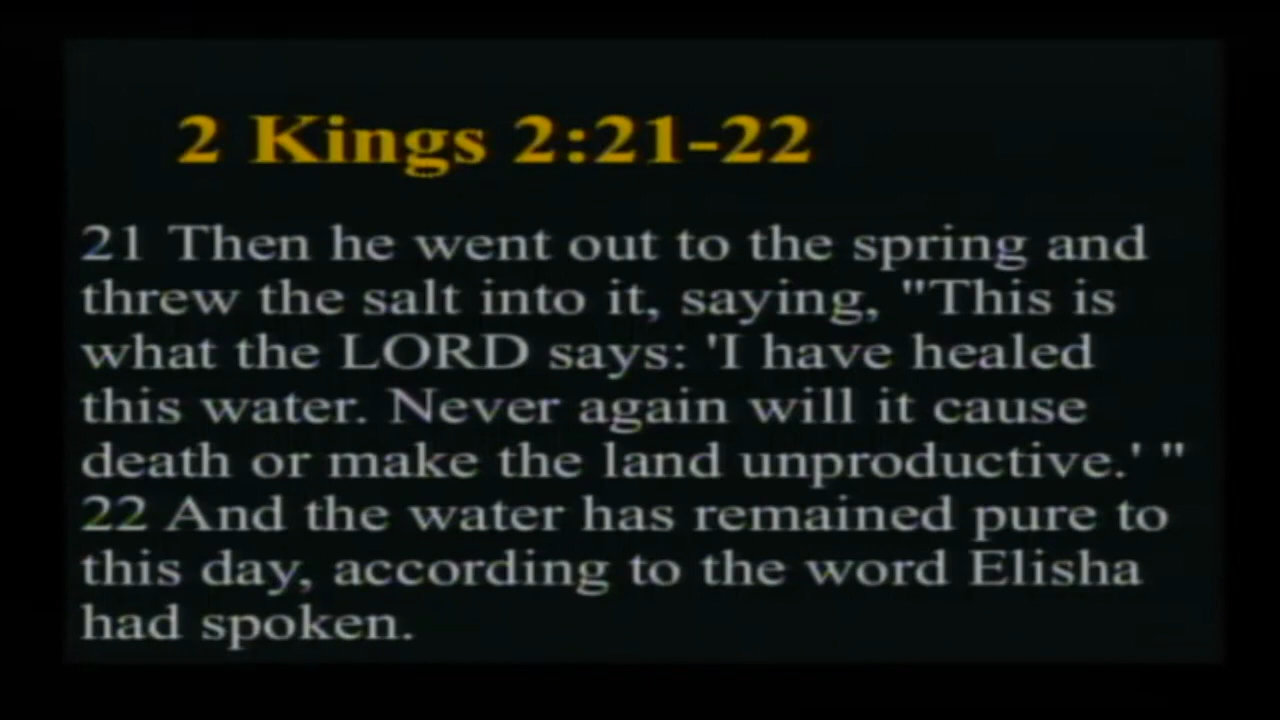 2 Kings 2:21-22
21 Then he went out to the spring and
threw the salt into it, saying, "This is
what the LORD says: 'I have healed
this water. Never again will it cause
death or make the land unproductive.' "
22 And the water has remained pure to
this day, according to the word Elisha
had spoken.